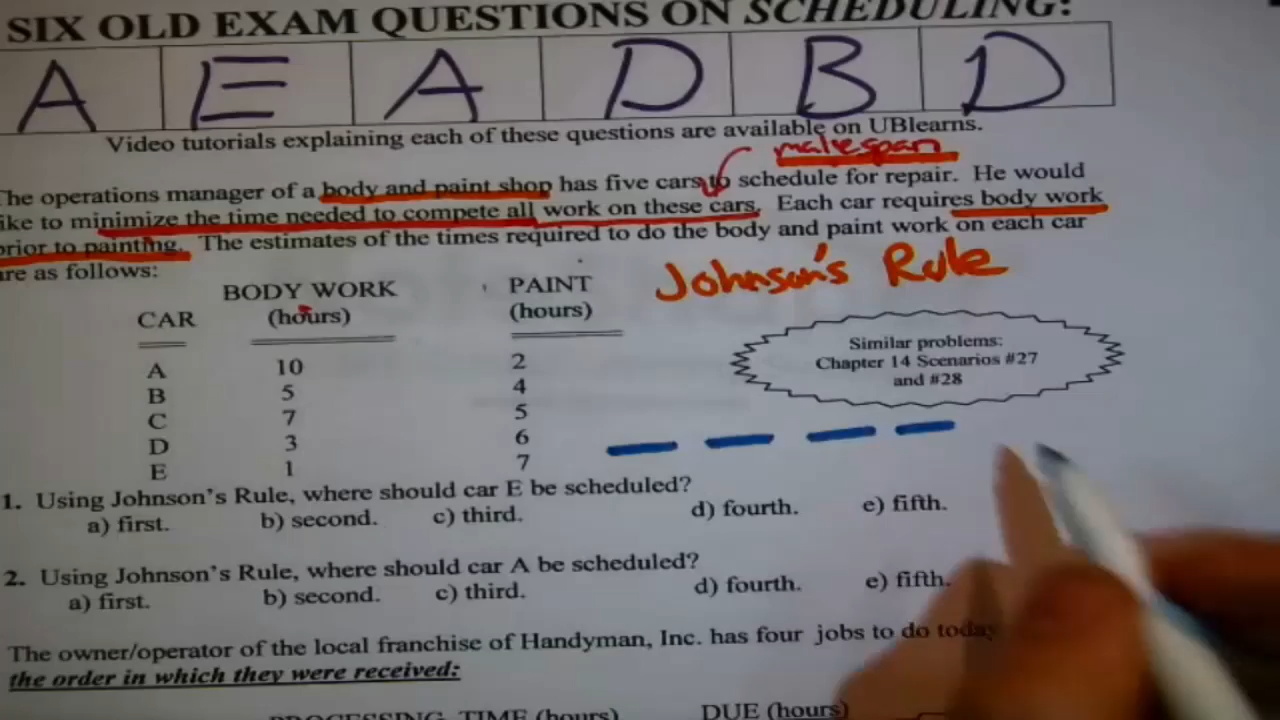 SIX OLD EXAM QUESTIONS ON SCHEDULING:
A E A D B D
Video tutorials explaining each of these questions are available on UBlearns.
makespan
The operations manager of a body and paint shop has five cars to schedule for repair. He would
like to minimize the time needed to compete all work on these cars. Each car requires body work
prior to painting. The estimates of the times required to do the body and paint work on each car
are as follows:
Johnson's Rule
CAR BODY WORK (hours) PAINT (hours)
A 10 2
B 5 4
C 7 5
D 3 6
E 1 7
Similar problems:
Chapter 14 Scenarios #27
and #28
1. Using Johnson's Rule, where should car E be scheduled?
a) first. b) second. c) third. d) fourth. e) fifth.
2. Using Johnson's Rule, where should car A be scheduled?
a) first. b) second. c) third. d) fourth. e) fifth.
The owner/operator of the local franchise of Handyman, Inc. has four jobs to do today
the order in which they were received:
PROCESSING TIME (hours) DUE (hours)